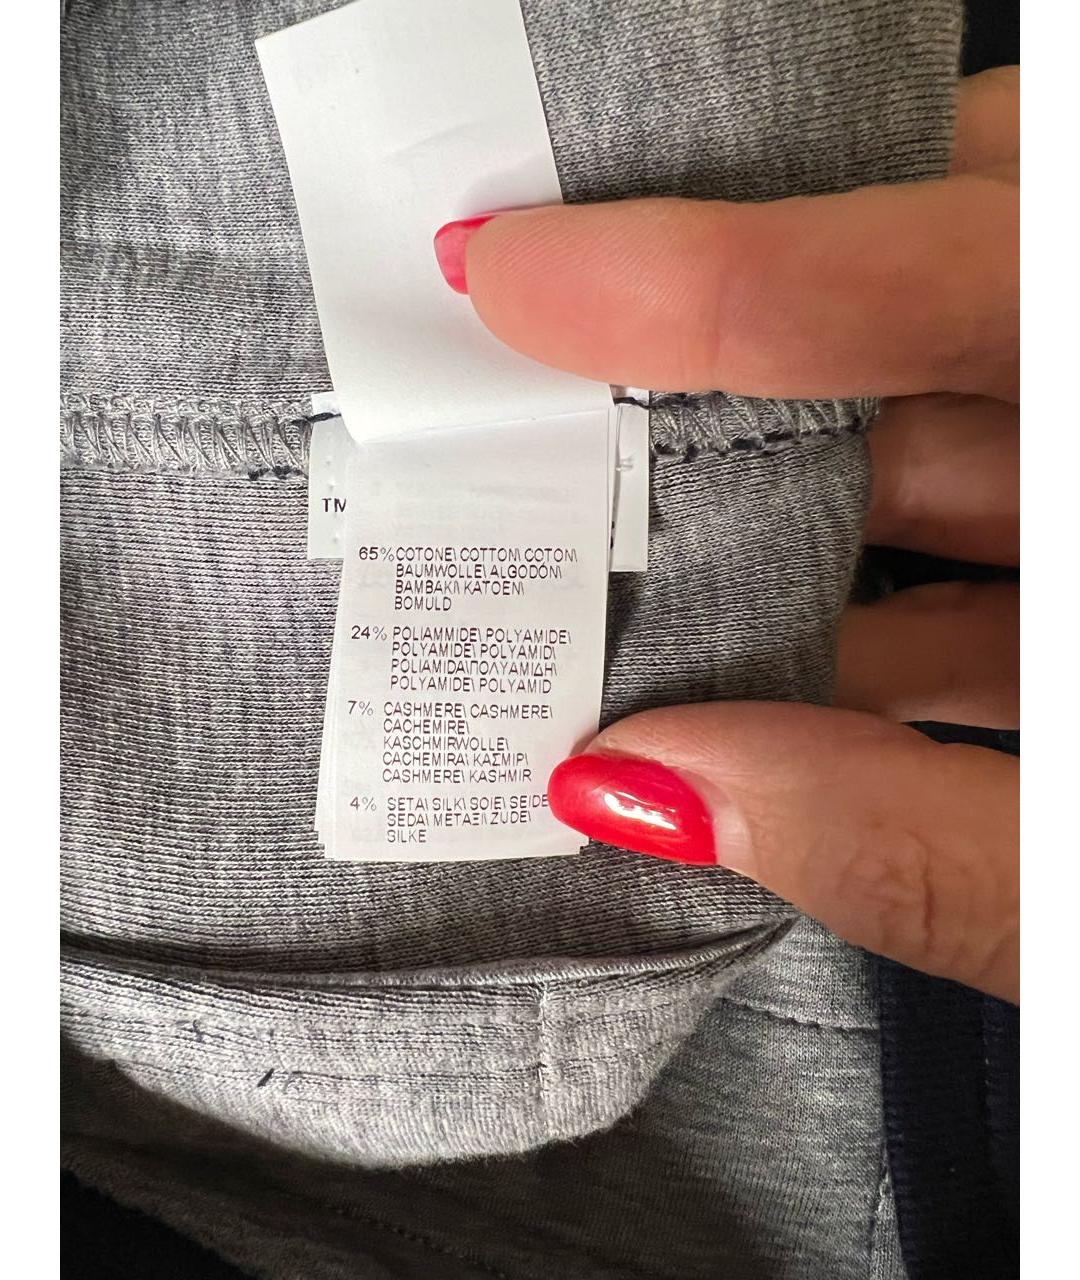 TM
65% COTONE\ COTTON\ COTON\
BAUMWOLLE\ ALGODÓN\
BAMBAKI\ KATOEN\
BOMULD
24% POLIAMMIDE\ POLYAMIDE\
POLYAMIDE\ POLYAMID\
POLIAMIDA\ΠΟΛΥΑΜΙΔΗ\
POLYAMIDE\ POLYAMID
7% CASHMERE\ CASHMERE\
CACHEMIRE\
KASCHMIRWOLLE\
CACHEMIRA\ ΚΑΣΜΙΡ\
CASHMERE\ KASHMIR
4% SETA\ SILK\ SOIE\ SEIDE
SEDA\ ΜΕΤΑΞΙ\ ZIJDE\
SILKE